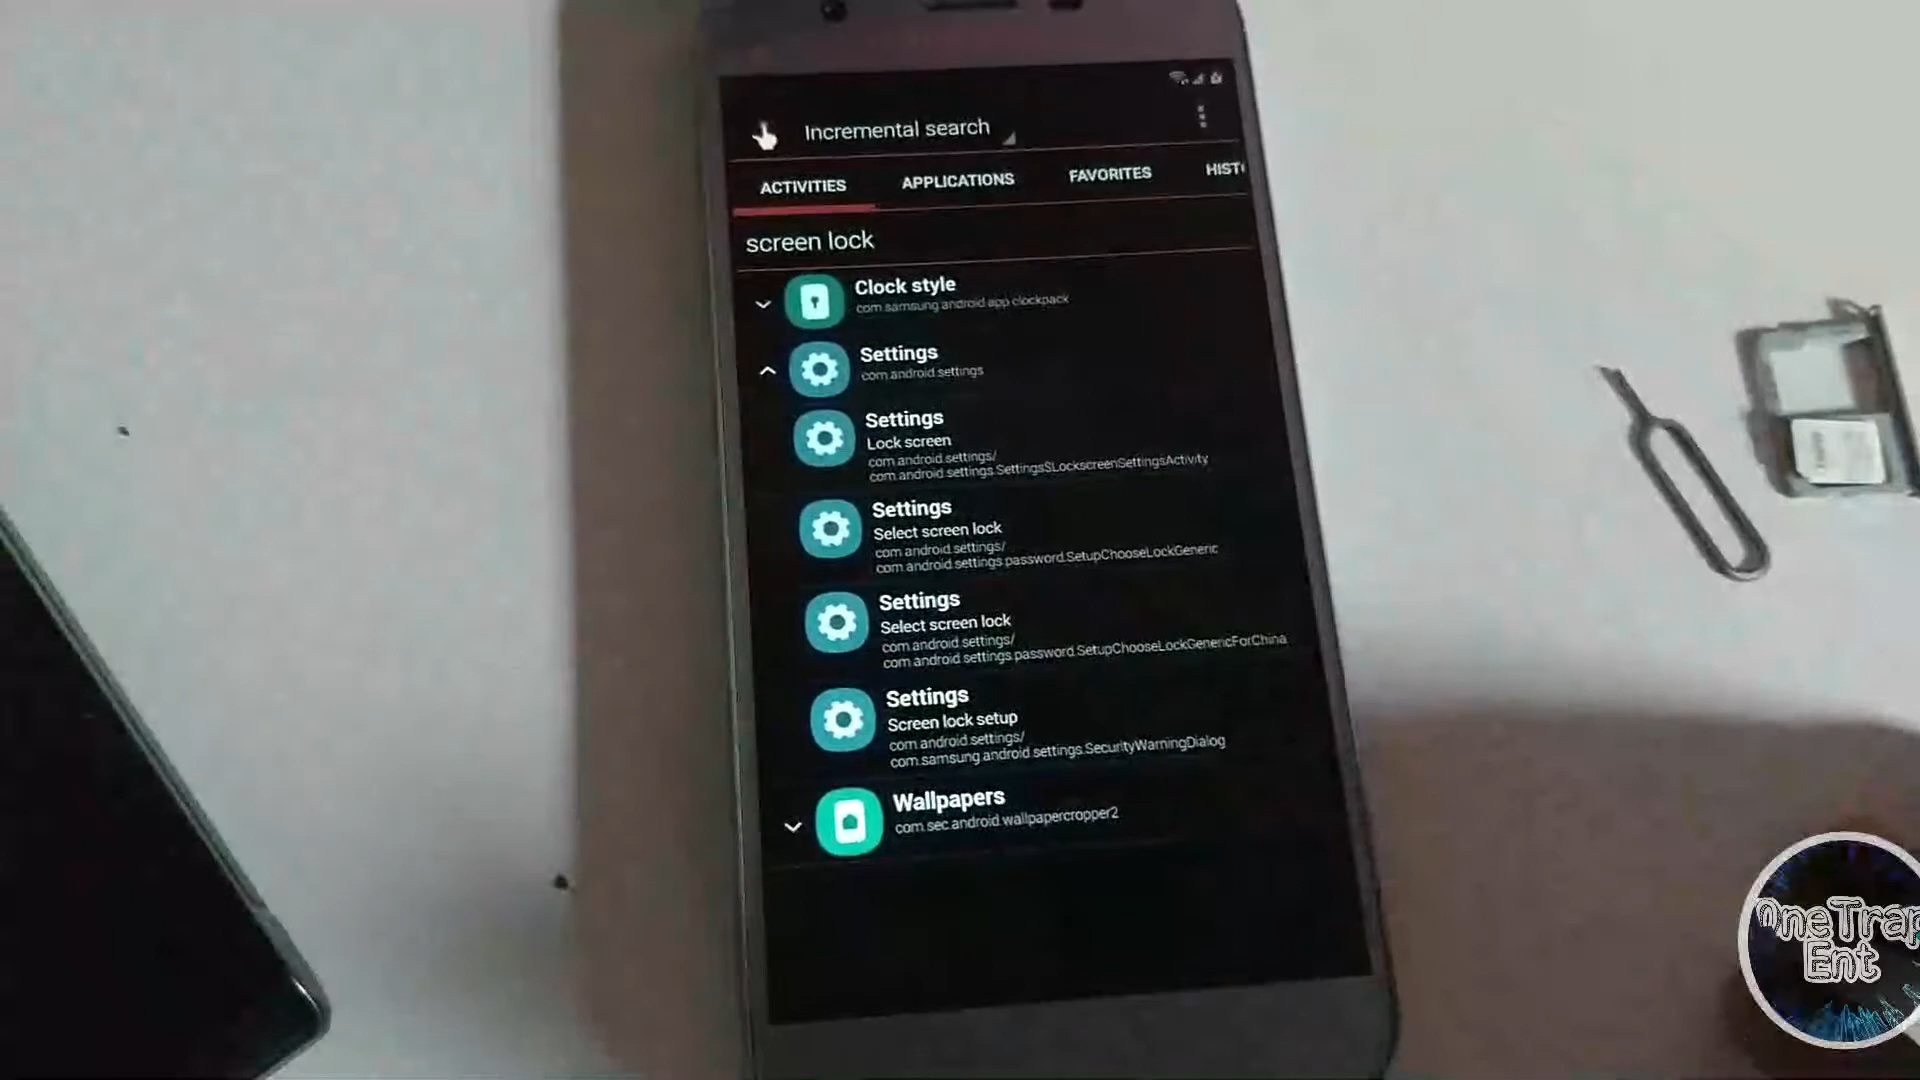 Incremental search
ACTIVITIES APPLICATIONS FAVORITES HIST
screen lock
Clock style
com.samsung.android.app.clockpack
Settings
com.android.settings
Settings
Lock screen
com.android.settings/
com.android.settings.Settings$LockscreenSettingsActivity
Settings
Select screen lock
com.android.settings/
com.android.settings.password.SetupChooseLockGeneric
Settings
Select screen lock
com.android.settings/
com.android.settings.password.SetupChooseLockGenericForChina
Settings
Screen lock setup
com.android.settings/
com.samsung.android.settings.SecurityWarningDialog
Wallpapers
com.sec.android.wallpapercropper2
OneTrap
Ent